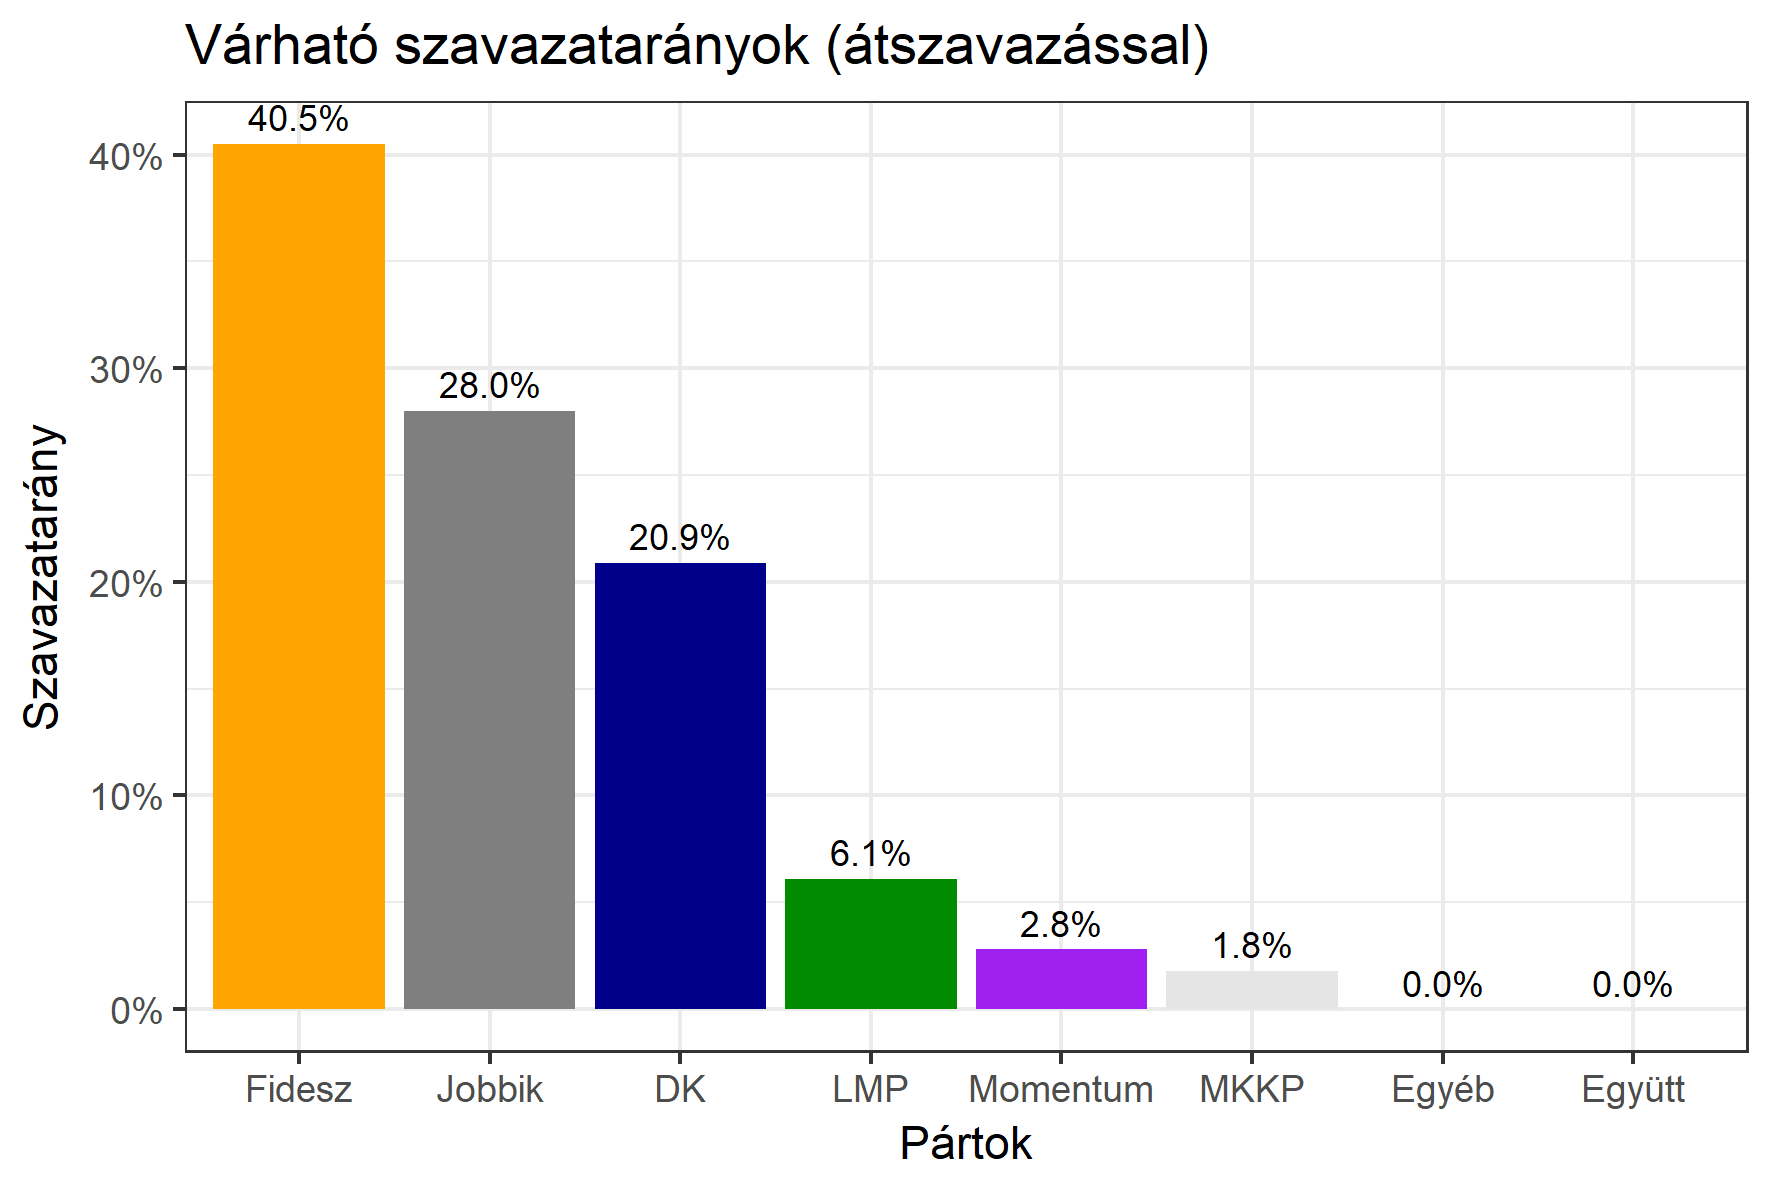 Várható szavazatarányok (átszavazással)
40.5%
28.0%
20.9%
6.1%
2.8%
1.8%
0.0%
0.0%
40%
30%
20%
10%
0%
Szavazatarány
Fidesz
Jobbik
DK
LMP
Momentum
MKKP
Egyéb
Együtt
Pártok